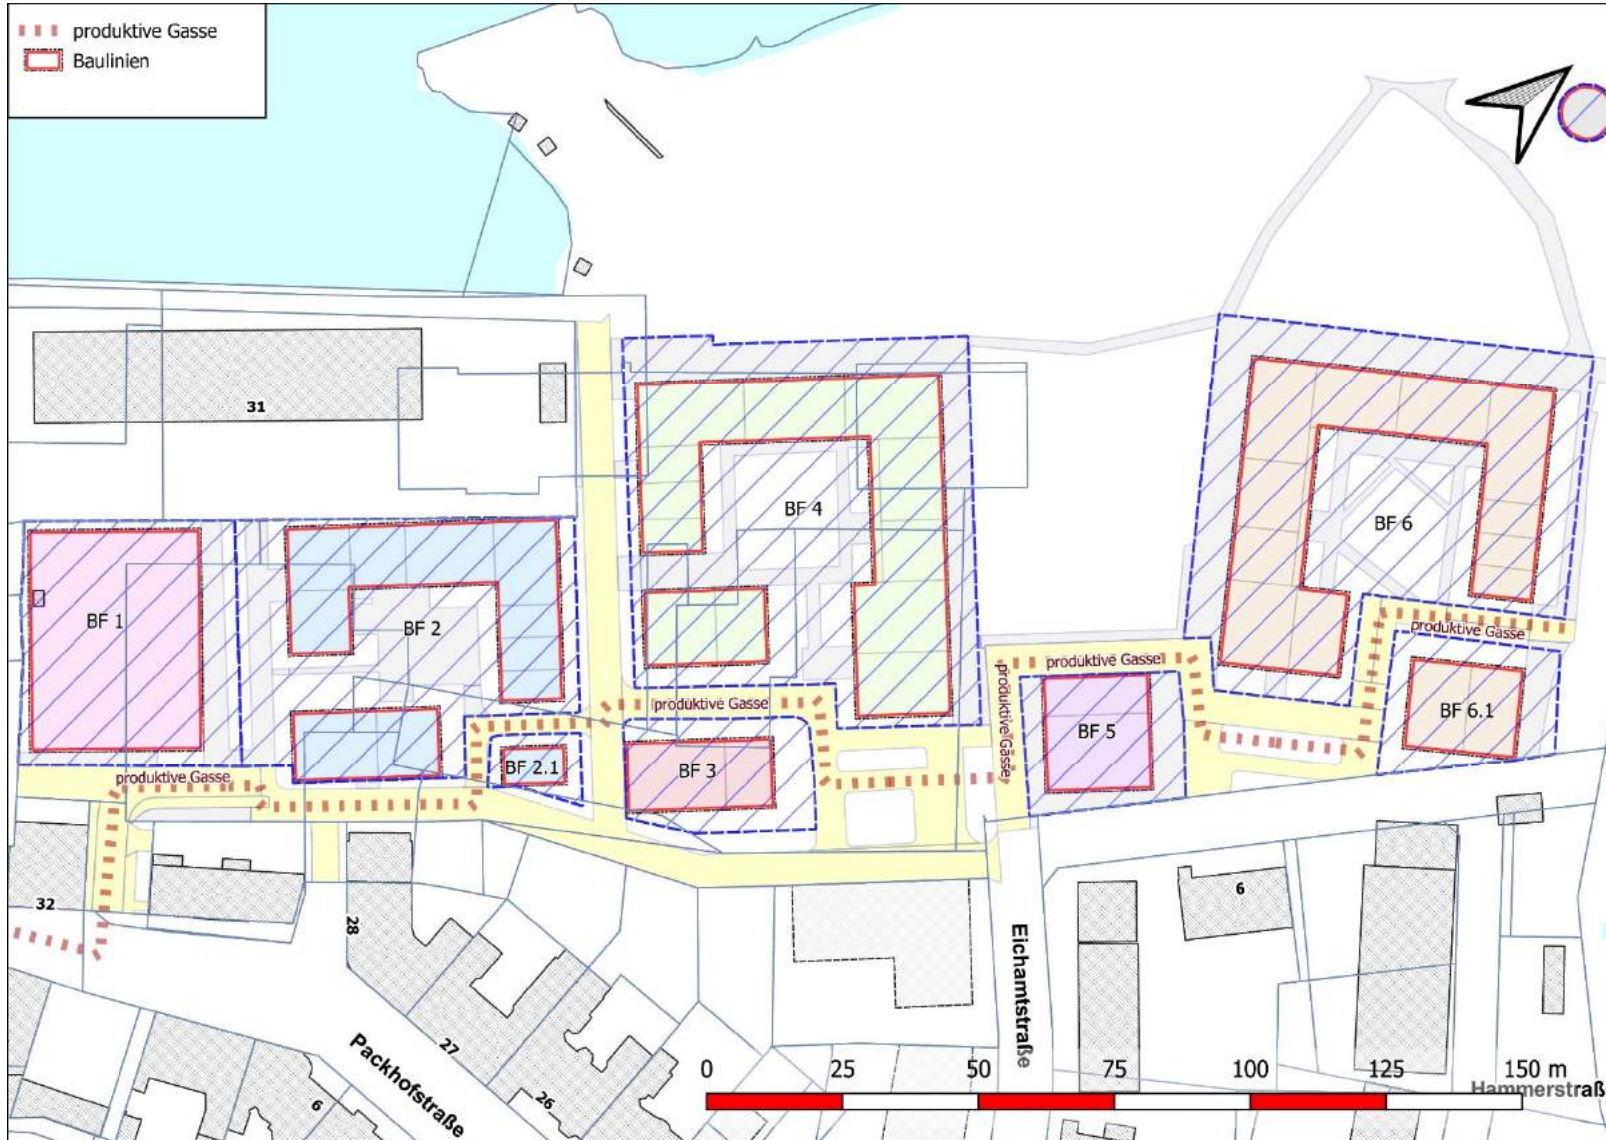 produktive Gasse
Baulinien
31
BF 4
BF 6
BF 1
BF 2
produktive Gasse
produktive Gasse
produktive Gasse
produktive Gasse
BF 6.1
BF 5
BF 2.1
BF 3
produktive Gasse
32
28
6
Eichamtstraße
27
26
6
Packhofstraße
0 25 50 75 100 125 150 m
Hammerstraß